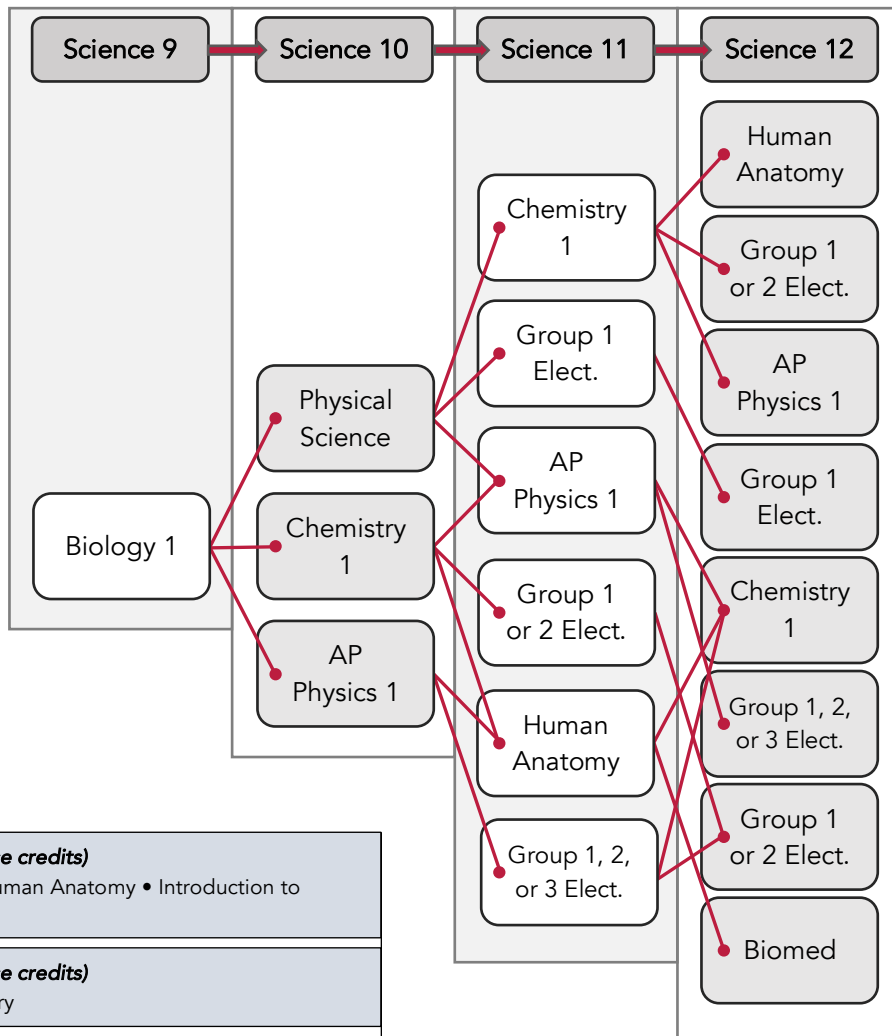 Science 9
Science 10
Science 11
Science 12
Biology 1
Physical
Science
Chemistry
1
AP
Physics 1
Chemistry
1
Group 1
Elect.
AP
Physics 1
Group 1
or 2 Elect.
Human
Anatomy
Group 1, 2,
or 3 Elect.
Human
Anatomy
Group 1
or 2 Elect.
AP
Physics 1
Group 1
Elect.
Chemistry
1
Group 1, 2,
or 3 Elect.
Group 1
or 2 Elect.
Biomed
credits)
Anatomy • Introduction to
credits)